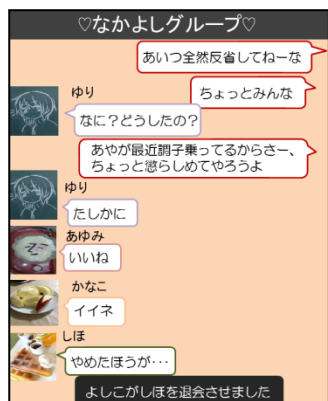 ♡なかよしグループ♡
あいつ全然反省してねーな
ちょっとみんな
ゆり
なに？どうしたの？
あやが最近調子乗ってるからさー、
ちょっと懲らしめてやろうよ
ゆり
たしかに
あゆみ
いいね
かなこ
イイネ
しほ
やめたほうが・・・
よしこがしほを退会させました